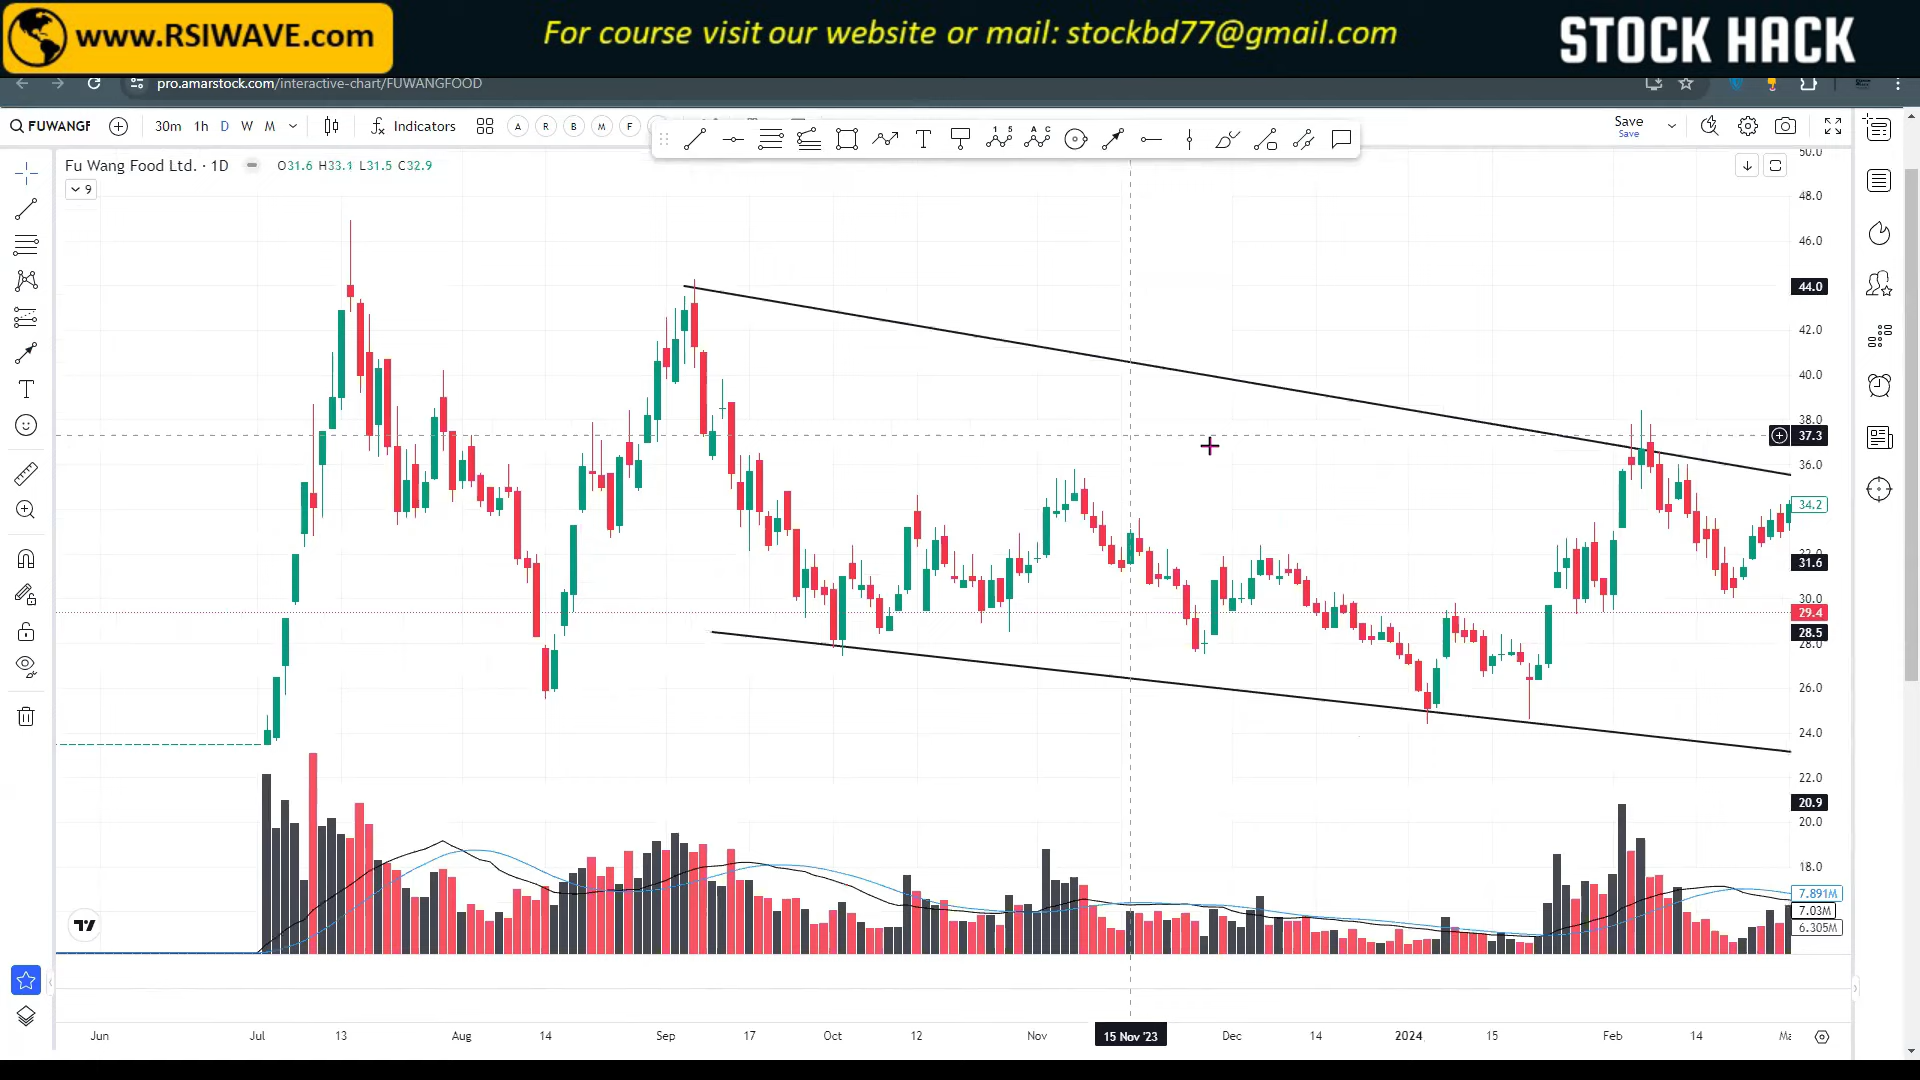 www.RSIWAVE.com
For course visit our website or mail: stockbd77@gmail.com
STOCK HACK
pro.amarstock.com/interactive-chart/FUWANGFOOD
FUWANGF
30m 1h D W M
Indicators
A R B M F
Save
Save
Fu Wang Food Ltd. · 1D
O31.6 H33.1 L31.5 C32.9
9
50.0
48.0
46.0
44.0
42.0
40.0
38.0
37.3
36.0
34.2
31.6
30.0
29.4
28.5
28.0
26.0
24.0
22.0
20.9
20.0
18.0
7.891M
7.03M
6.305M
Jun Jul 13 Aug 14 Sep 17 Oct 12 Nov 15 Nov '23 Dec 14 2024 15 Feb 14